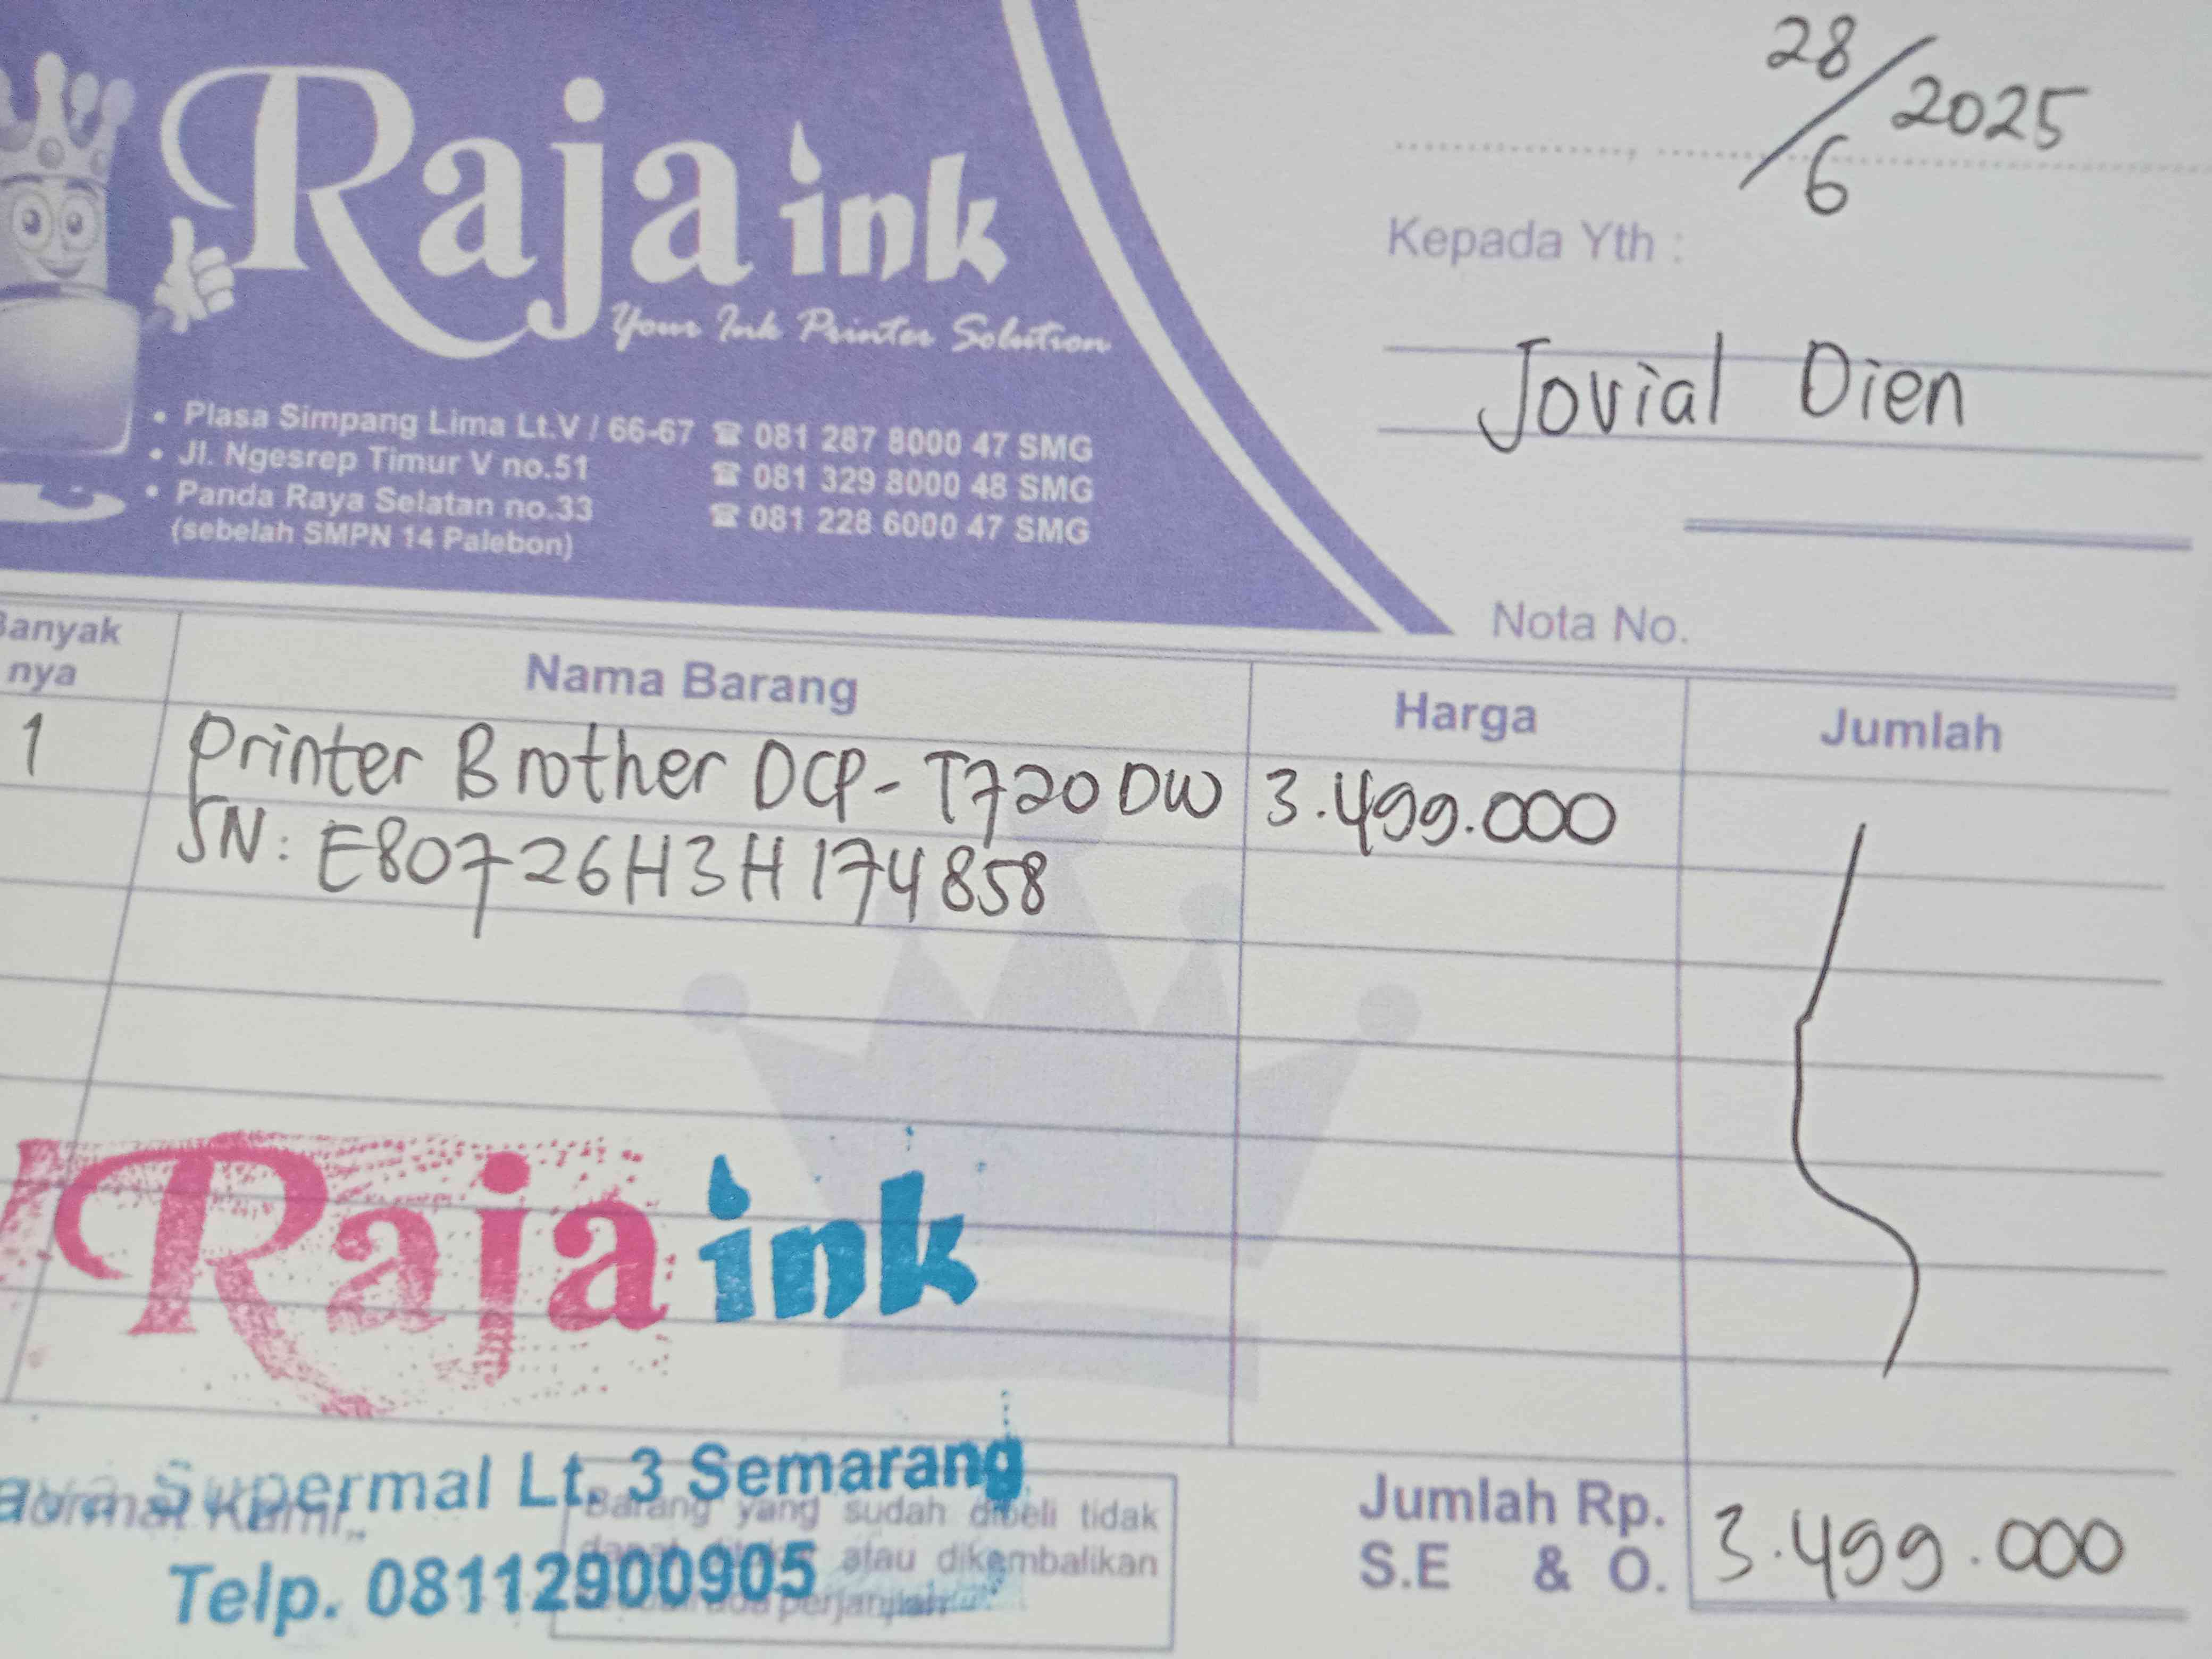 Raja ink
Your Ink Printer Solution
• Plasa Simpang Lima Lt.V / 66-67 ☎ 081 287 8000 47 SMG
• Jl. Ngesrep Timur V no.51 ☎ 081 329 8000 48 SMG
• Panda Raya Selatan no.33 ☎ 081 228 6000 47 SMG
(sebelah SMPN 14 Palebon)
28/6 2025
Kepada Yth :
Jovial Dien
Nota No.
Banyak nya Nama Barang Harga Jumlah
1 Printer Brother DCP-T720DW 3.499.000
SN: E80726H3H174858
Raja ink
Supermal Lt. 3 Semarang
Telp. 08112900905
Barang yang sudah dibeli tidak
atau dikembalikan
perjanjian
Jumlah Rp. 3.499.000
S.E & O.